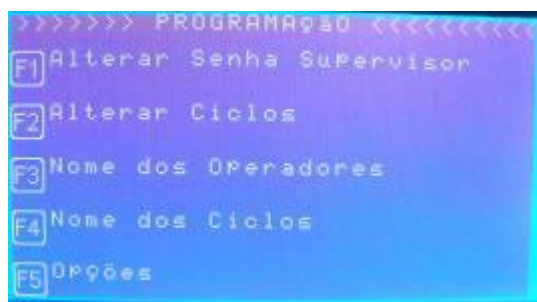 >>>>>>> PROGRAMAÇÃO <<<<<<<<<<
F1 Alterar Senha Supervisor
F2 Alterar Ciclos
F3 Nome dos Operadores
F4 Nome dos Ciclos
F5 Opções